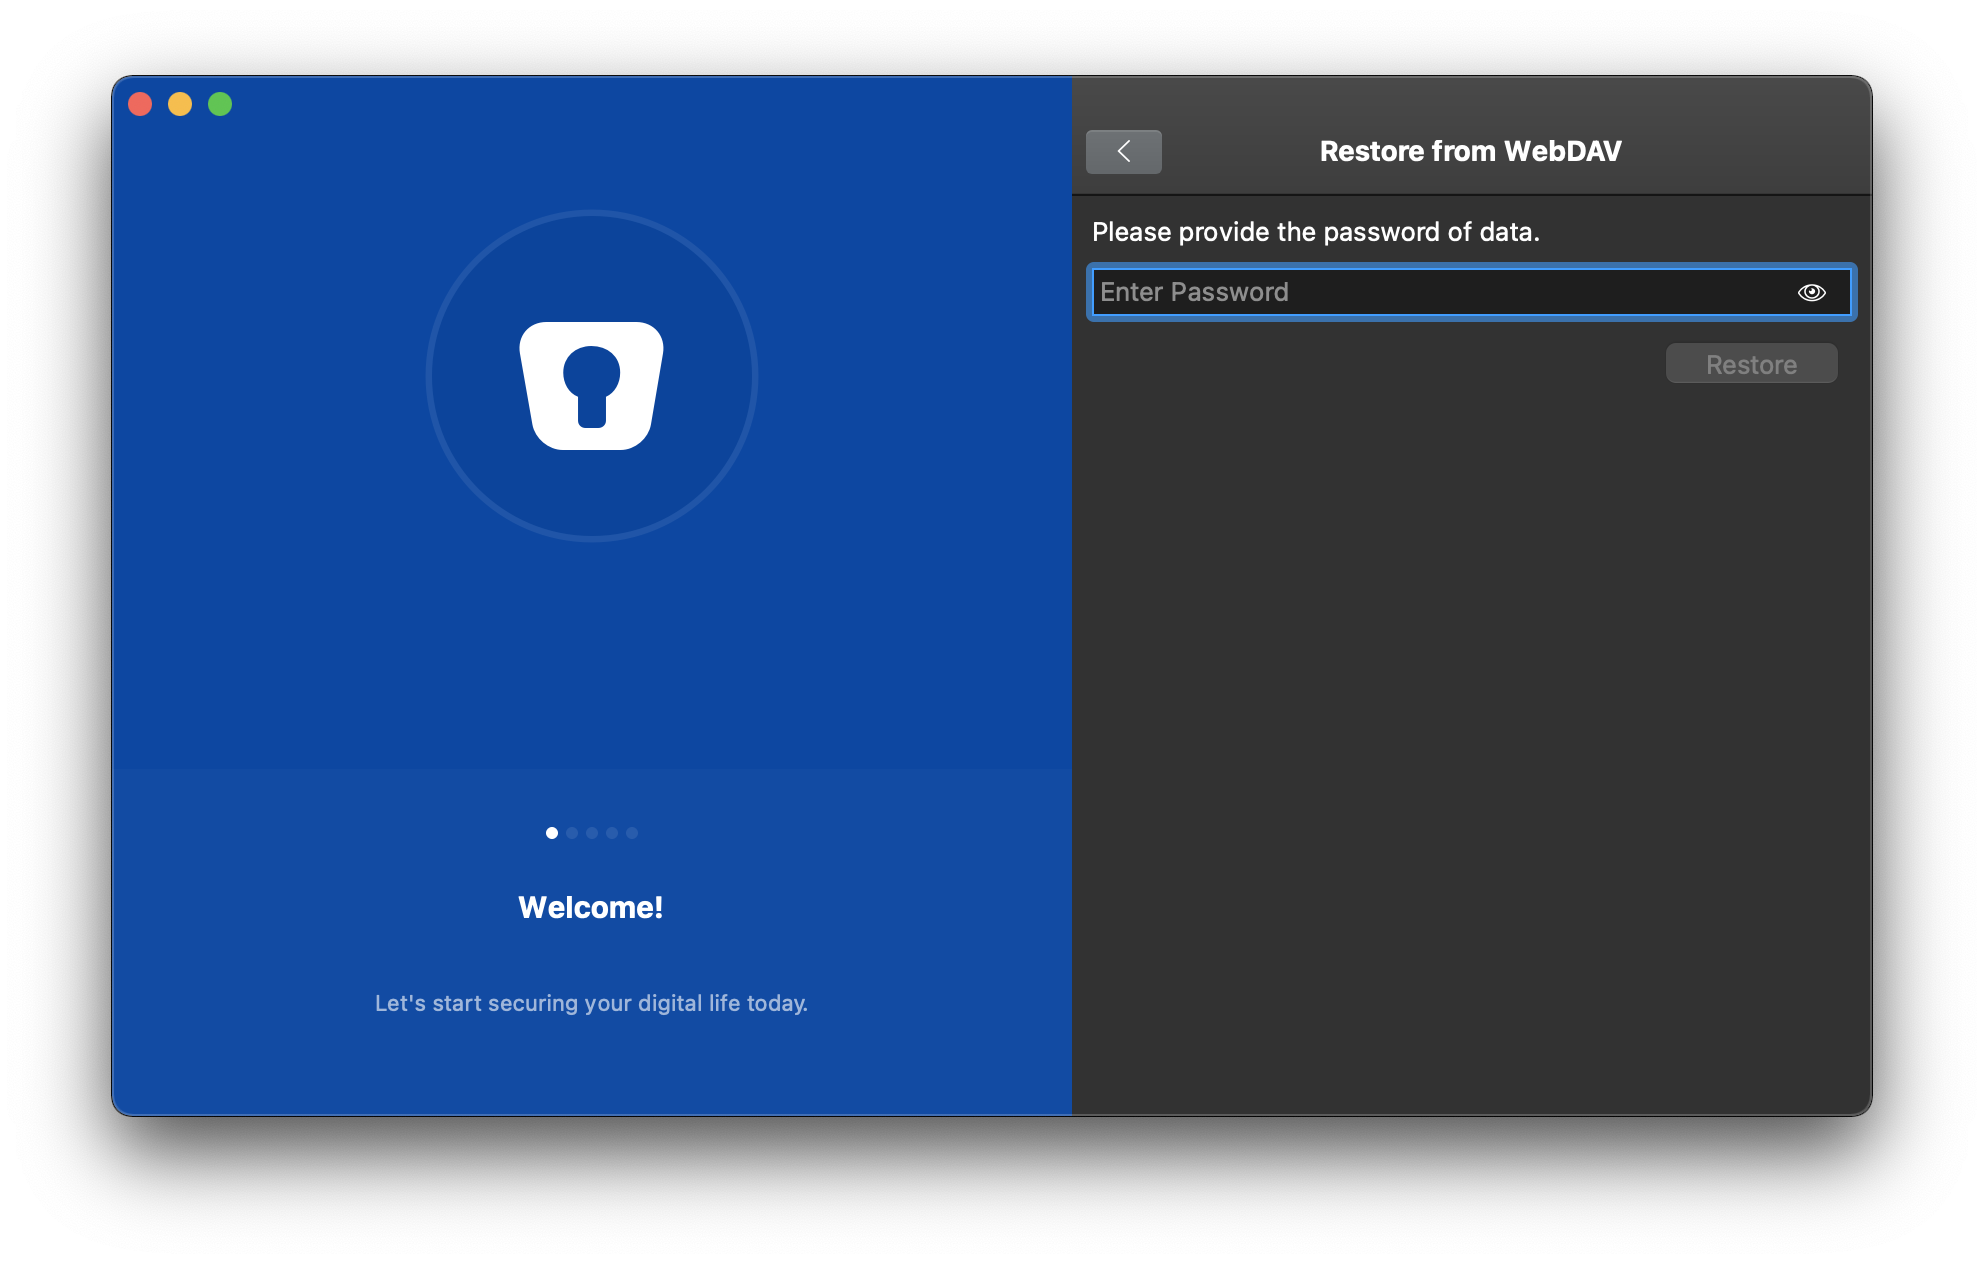 Restore from WebDAV
Please provide the password of data.
Enter Password
Restore
Welcome!
Let's start securing your digital life today.